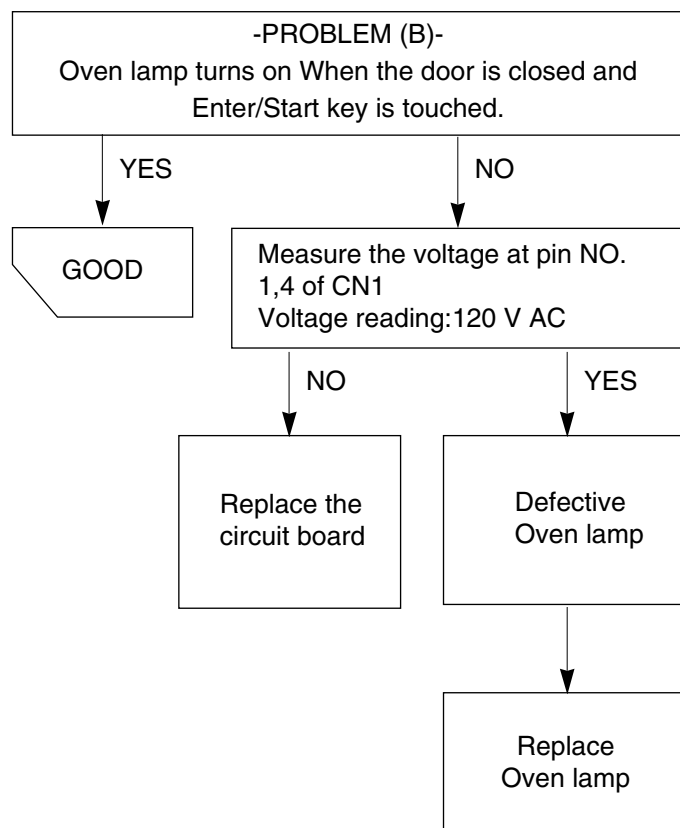 -PROBLEM (B)-
Oven lamp turns on When the door is closed and
Enter/Start key is touched.
YES
NO
GOOD
Measure the voltage at pin NO.
1,4 of CN1
Voltage reading:120 V AC
NO
YES
Replace the
circuit board
Defective
Oven lamp
Replace
Oven lamp